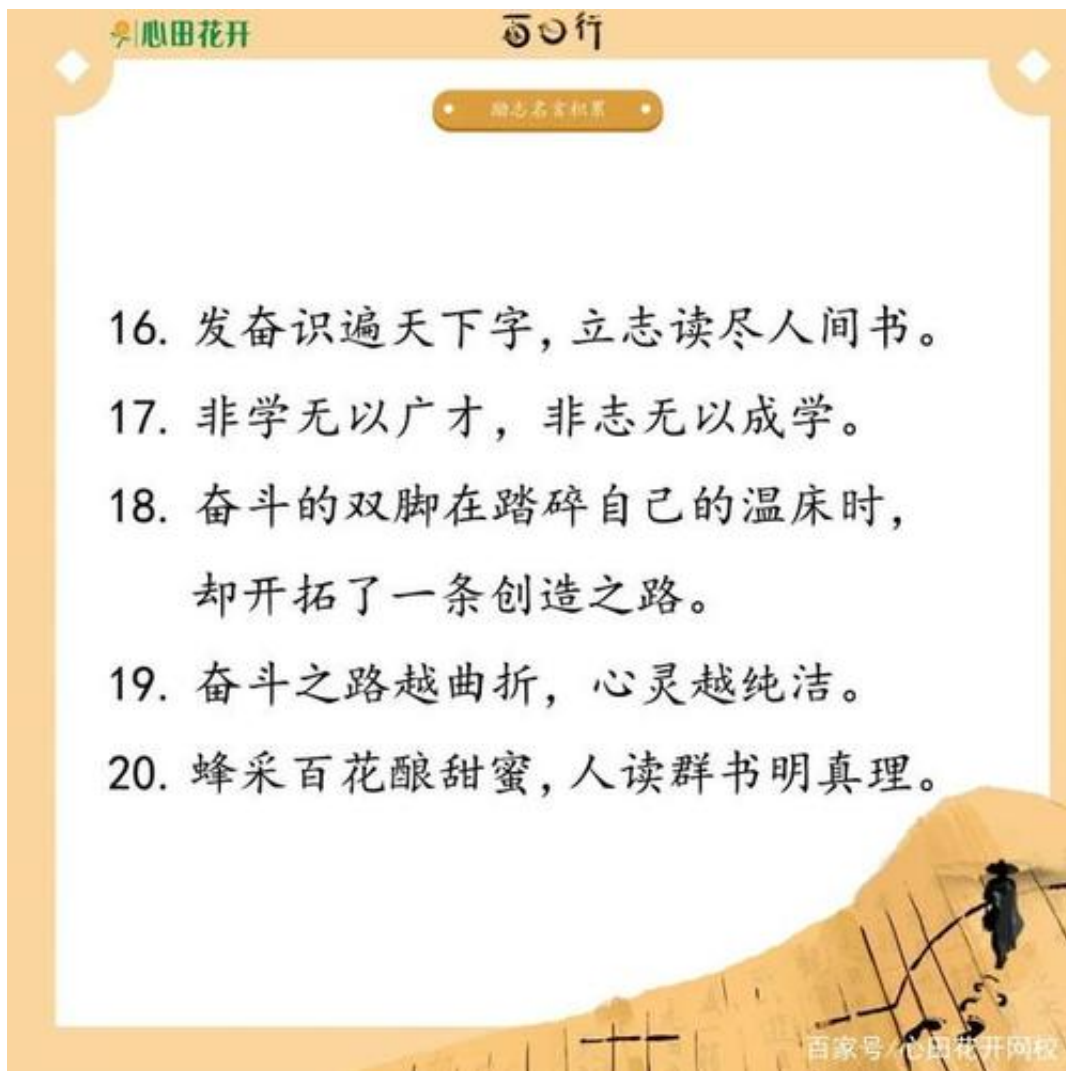 心田花开
百日行
励志名言积累
16. 发奋识遍天下字,立志读尽人间书。
17. 非学无以广才，非志无以成学。
18. 奋斗的双脚在踏碎自己的温床时，
却开拓了一条创造之路。
19. 奋斗之路越曲折，心灵越纯洁。
20. 蜂采百花酿甜蜜,人读群书明真理。
百家号/心田花开网校